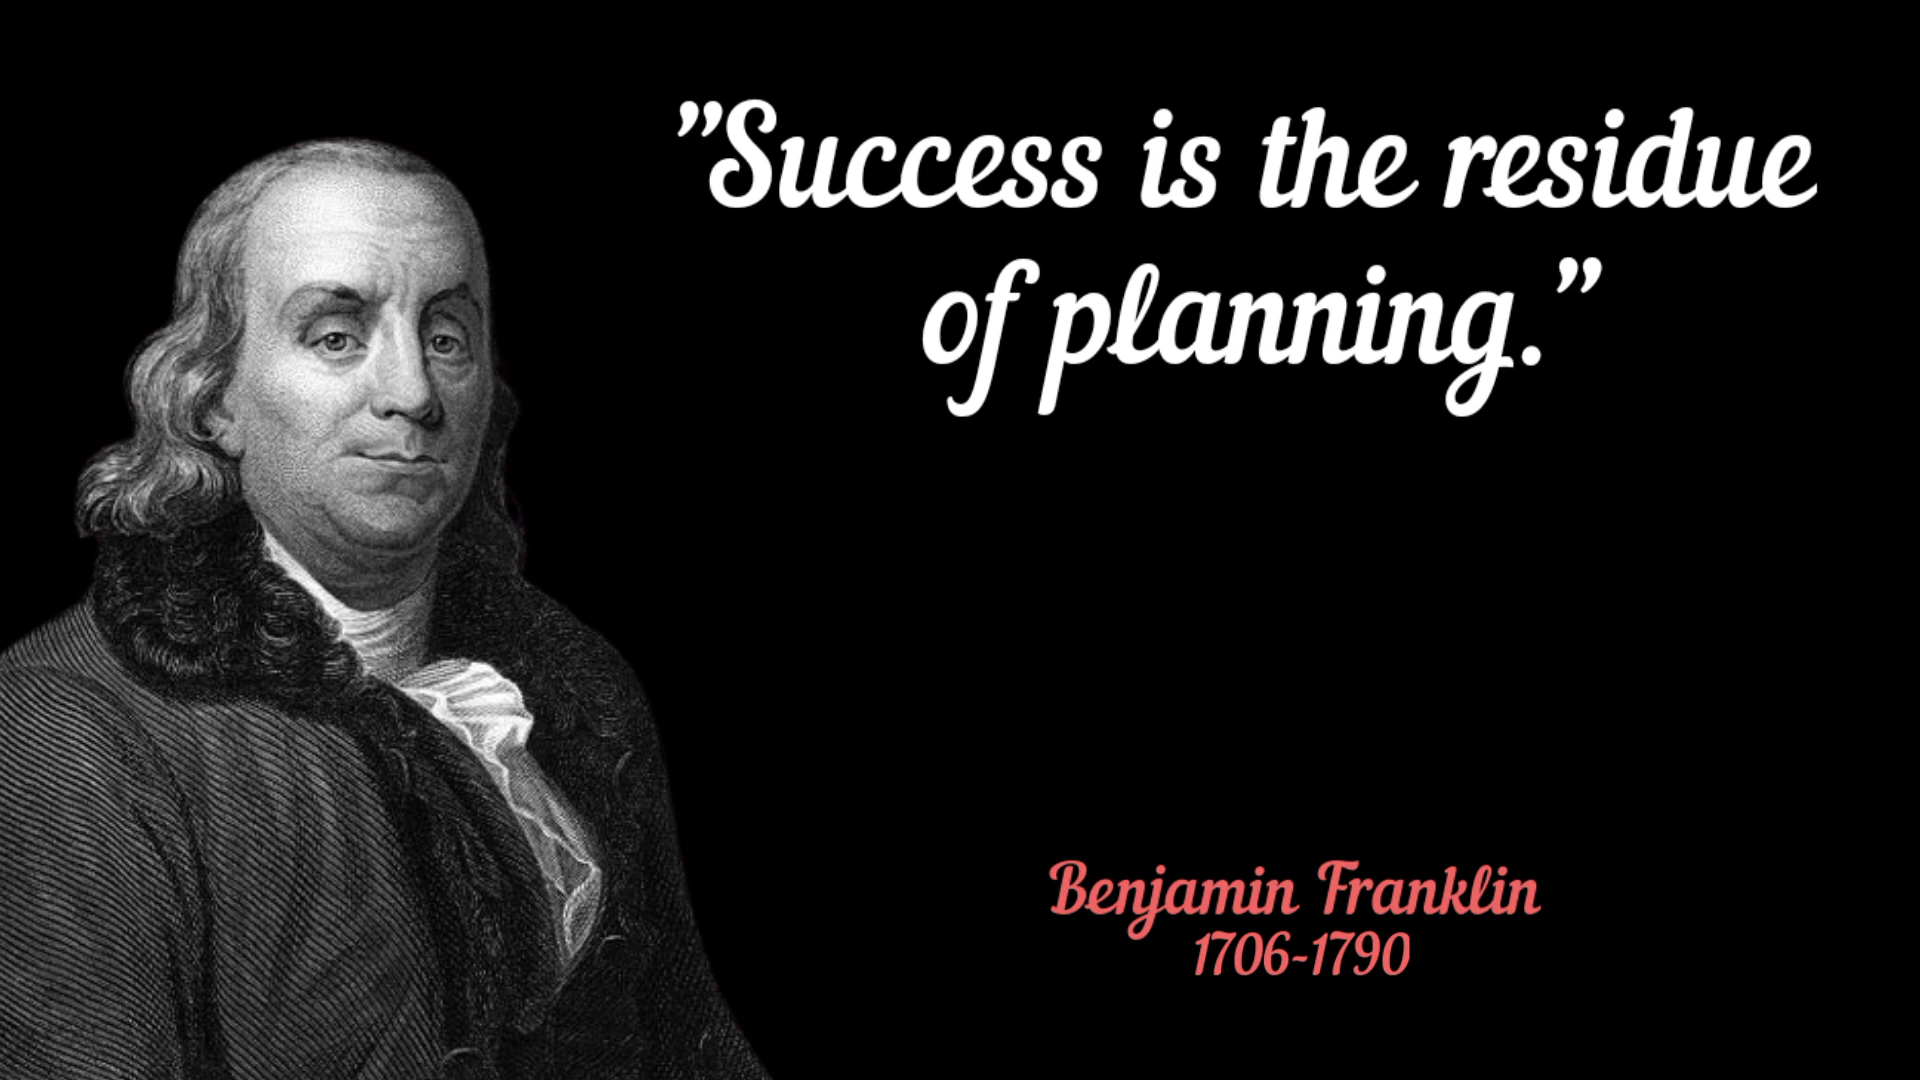 ”Success is the residue
of planning.”
Benjamin Franklin
1706-1790